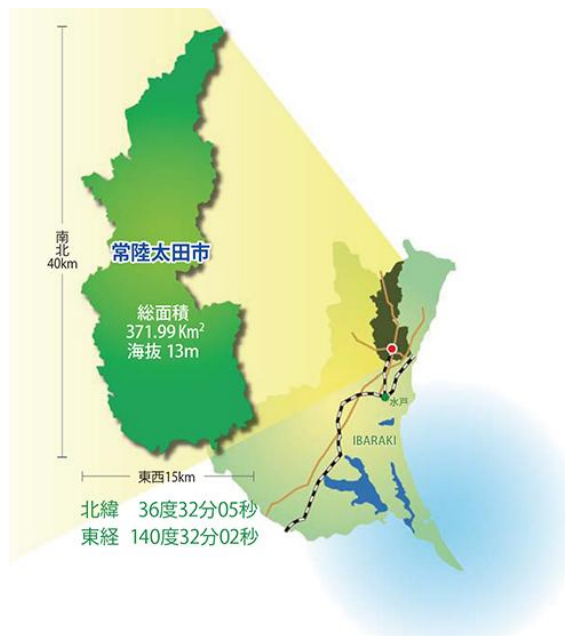 南北
40km
常陸太田市
総面積
371.99 Km²
海抜 13m
水戸
IBARAKI
東西15km
北緯 36度32分05秒
東経 140度32分02秒